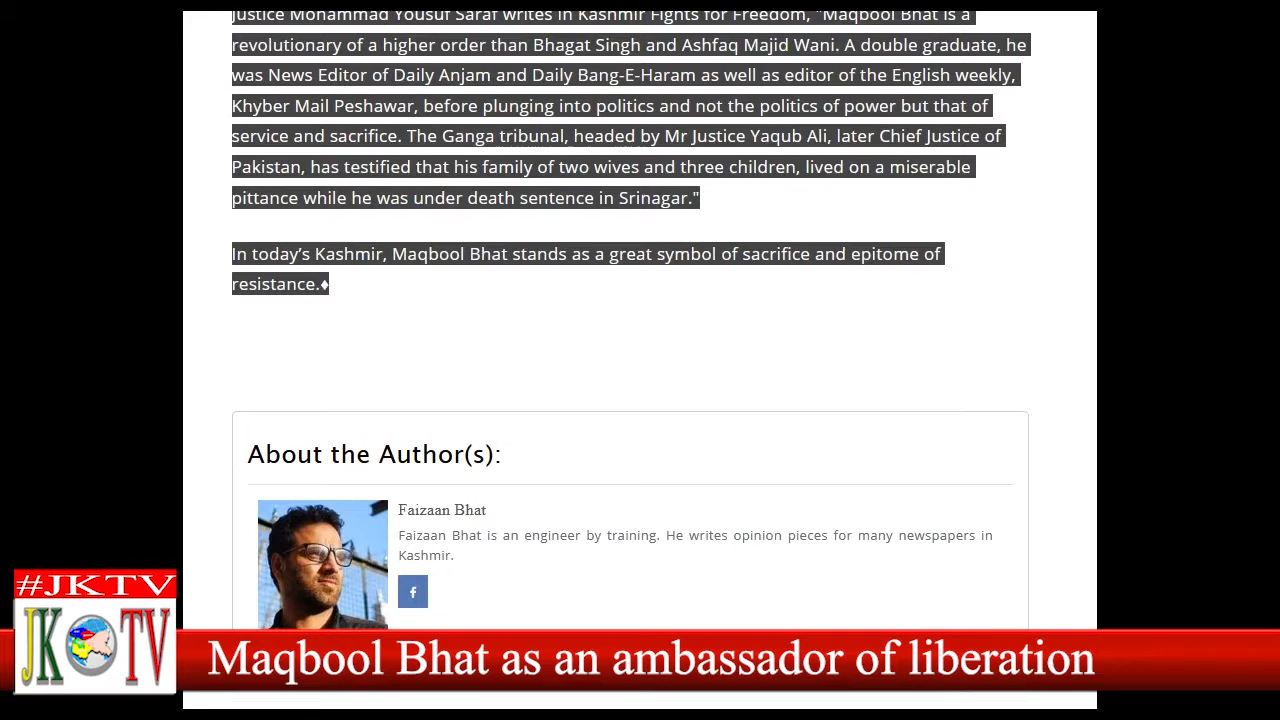 Justice Mohammad Yousuf Saraf writes in Kashmir Fights for Freedom, "Maqbool Bhat is a
revolutionary of a higher order than Bhagat Singh and Ashfaq Majid Wani. A double graduate, he
was News Editor of Daily Anjam and Daily Bang-E-Haram as well as editor of the English weekly,
Khyber Mail Peshawar, before plunging into politics and not the politics of power but that of
service and sacrifice. The Ganga tribunal, headed by Mr Justice Yaqub Ali, later Chief Justice of
Pakistan, has testified that his family of two wives and three children, lived on a miserable
pittance while he was under death sentence in Srinagar."
In today’s Kashmir, Maqbool Bhat stands as a great symbol of sacrifice and epitome of
resistance.♦
About the Author(s):
Faizaan Bhat
Faizaan Bhat is an engineer by training. He writes opinion pieces for many newspapers in
Kashmir.
f
#JKTV
JK TV
Maqbool Bhat as an ambassador of liberation